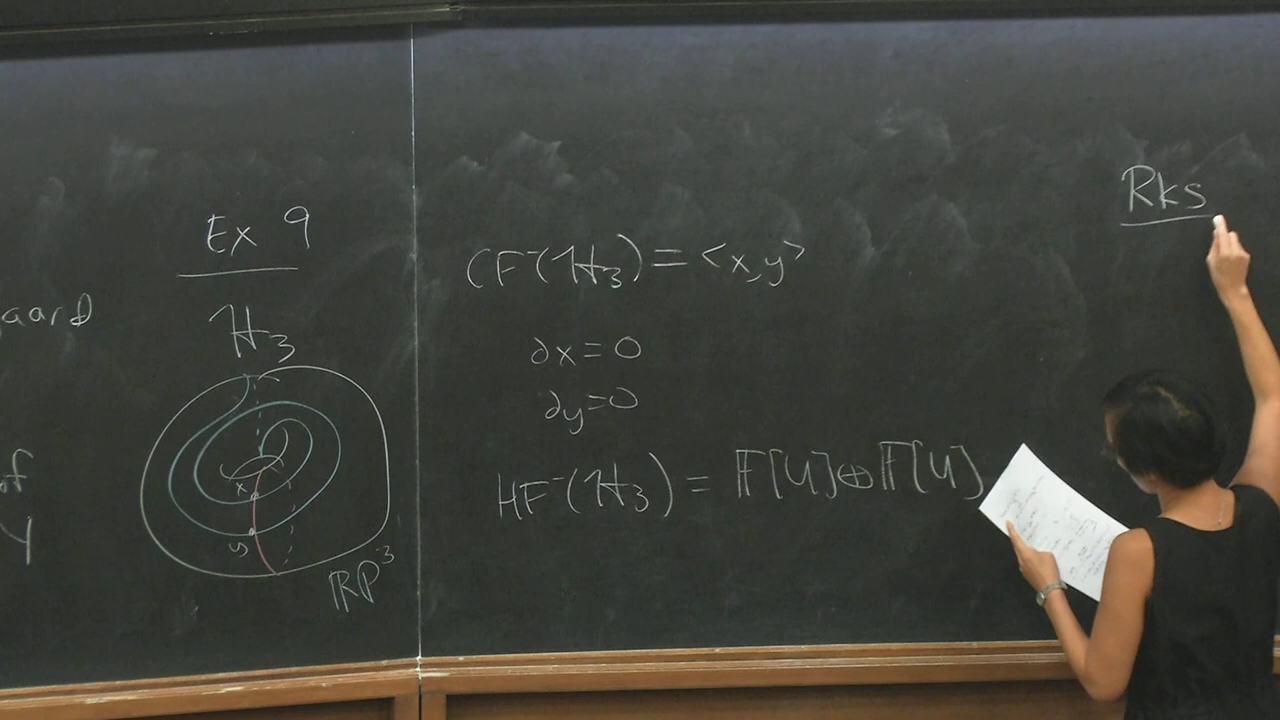 aard
of
Y
Ex 9
ℋ₃
x
y
ℝP³
CF⁻(ℋ₃) = <x,y>
∂x=0
∂y=0
HF⁻(ℋ₃) = 𝔽[U]⊕𝔽[U]
Rks